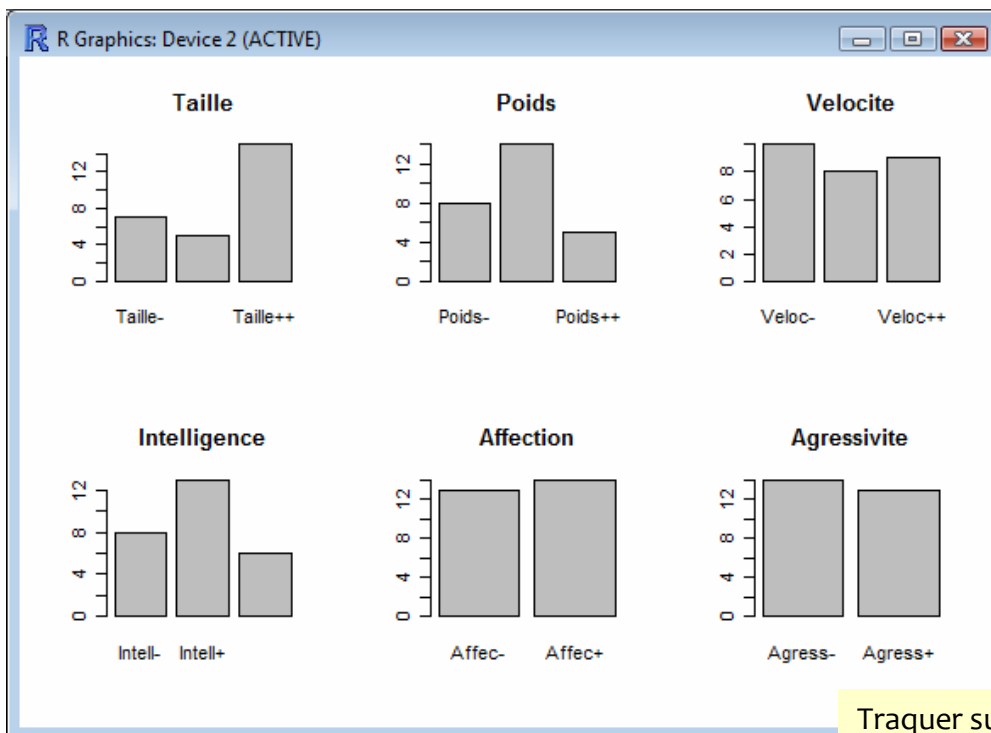 R Graphics: Device 2 (ACTIVE)
Taille
Poids
Velocite
0 4 8 12
0 4 8 12
0 2 4 6 8
Taille- Taille++
Poids- Poids++
Veloc- Veloc++
Intelligence
Affection
Agressivite
0 4 8 12
0 4 8 12
0 4 8 12
Intell- Intell+
Affec- Affec+
Agress- Agress+
Traquer